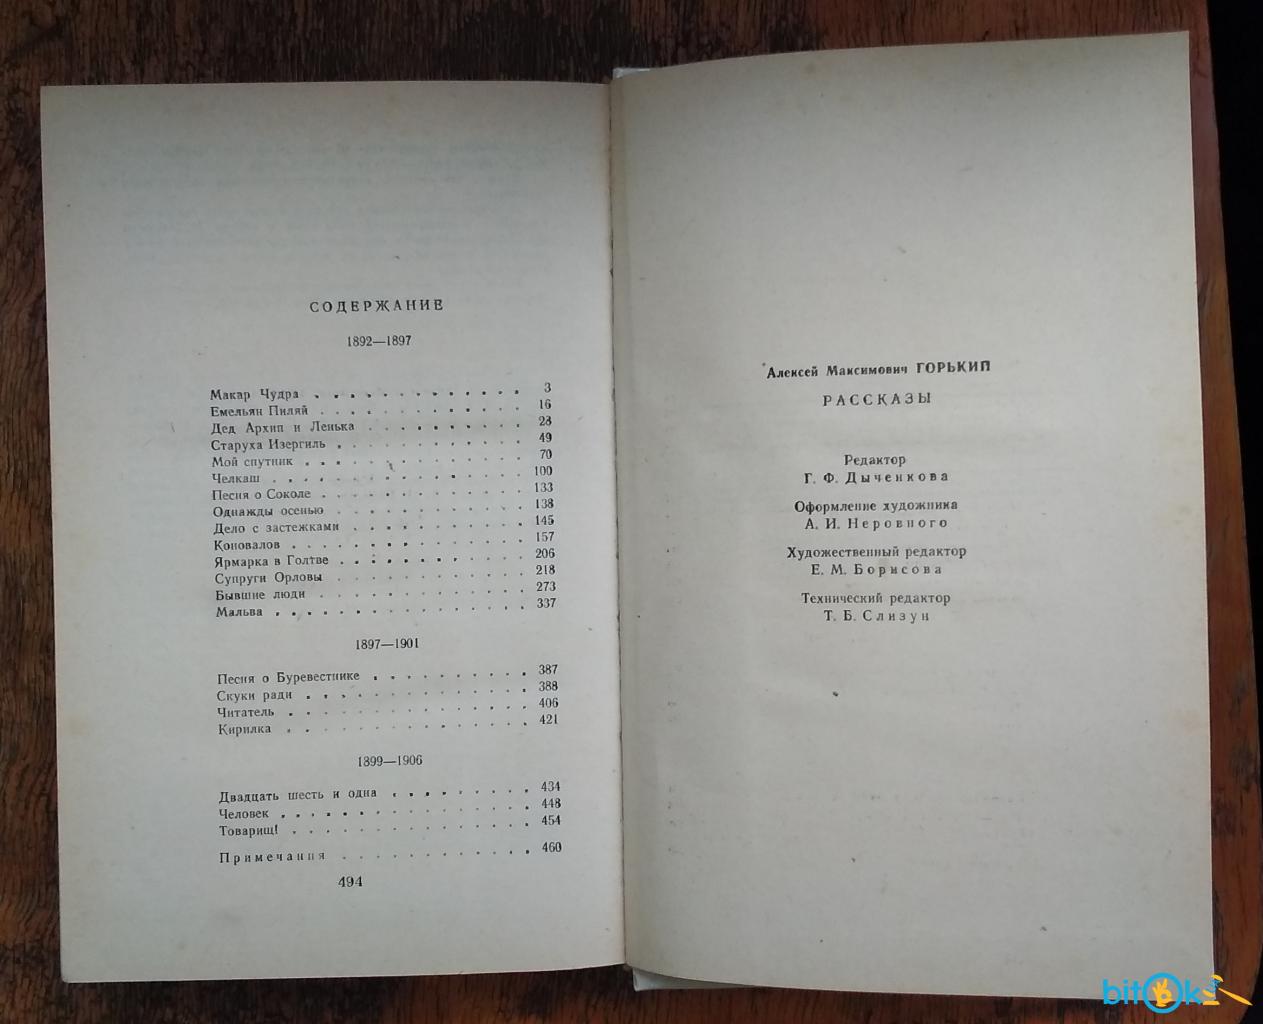 СОДЕРЖАНИЕ
1892—1897
Макар Чудра . . . . . . . . . . . . 3
Емельян Пиляй . . . . . . . . . . . . 16
Дед Архип и Ленька . . . . . . . . . . 28
Старуха Изергиль . . . . . . . . . . . 49
Мой спутник . . . . . . . . . . . . . 70
Челкаш . . . . . . . . . . . . . . . 100
Песня о Соколе . . . . . . . . . . . . 133
Однажды осенью . . . . . . . . . . . . 138
Дело с застежками . . . . . . . . . . . 145
Коновалов . . . . . . . . . . . . . . 157
Ярмарка в Голтве . . . . . . . . . . . 206
Супруги Орловы . . . . . . . . . . . . 218
Бывшие люди . . . . . . . . . . . . . 273
Мальва . . . . . . . . . . . . . . . 337
1897—1901
Песня о Буревестнике . . . . . . . . . 387
Скуки ради . . . . . . . . . . . . . 388
Читатель . . . . . . . . . . . . . . 406
Кирилка . . . . . . . . . . . . . . 421
1899—1906
Двадцать шесть и одна . . . . . . . . 434
Человек . . . . . . . . . . . . . . 448
Товарищ! . . . . . . . . . . . . . . 454
Примечания . . . . . . . . . . . . 460
494
Алексей Максимович ГОРЬКИЙ
РАССКАЗЫ
Редактор
Г. Ф. Дыченкова
Оформление художника
А. И. Неровного
Художественный редактор
Е. М. Борисова
Технический редактор
Т. Б. Слизун
bitok